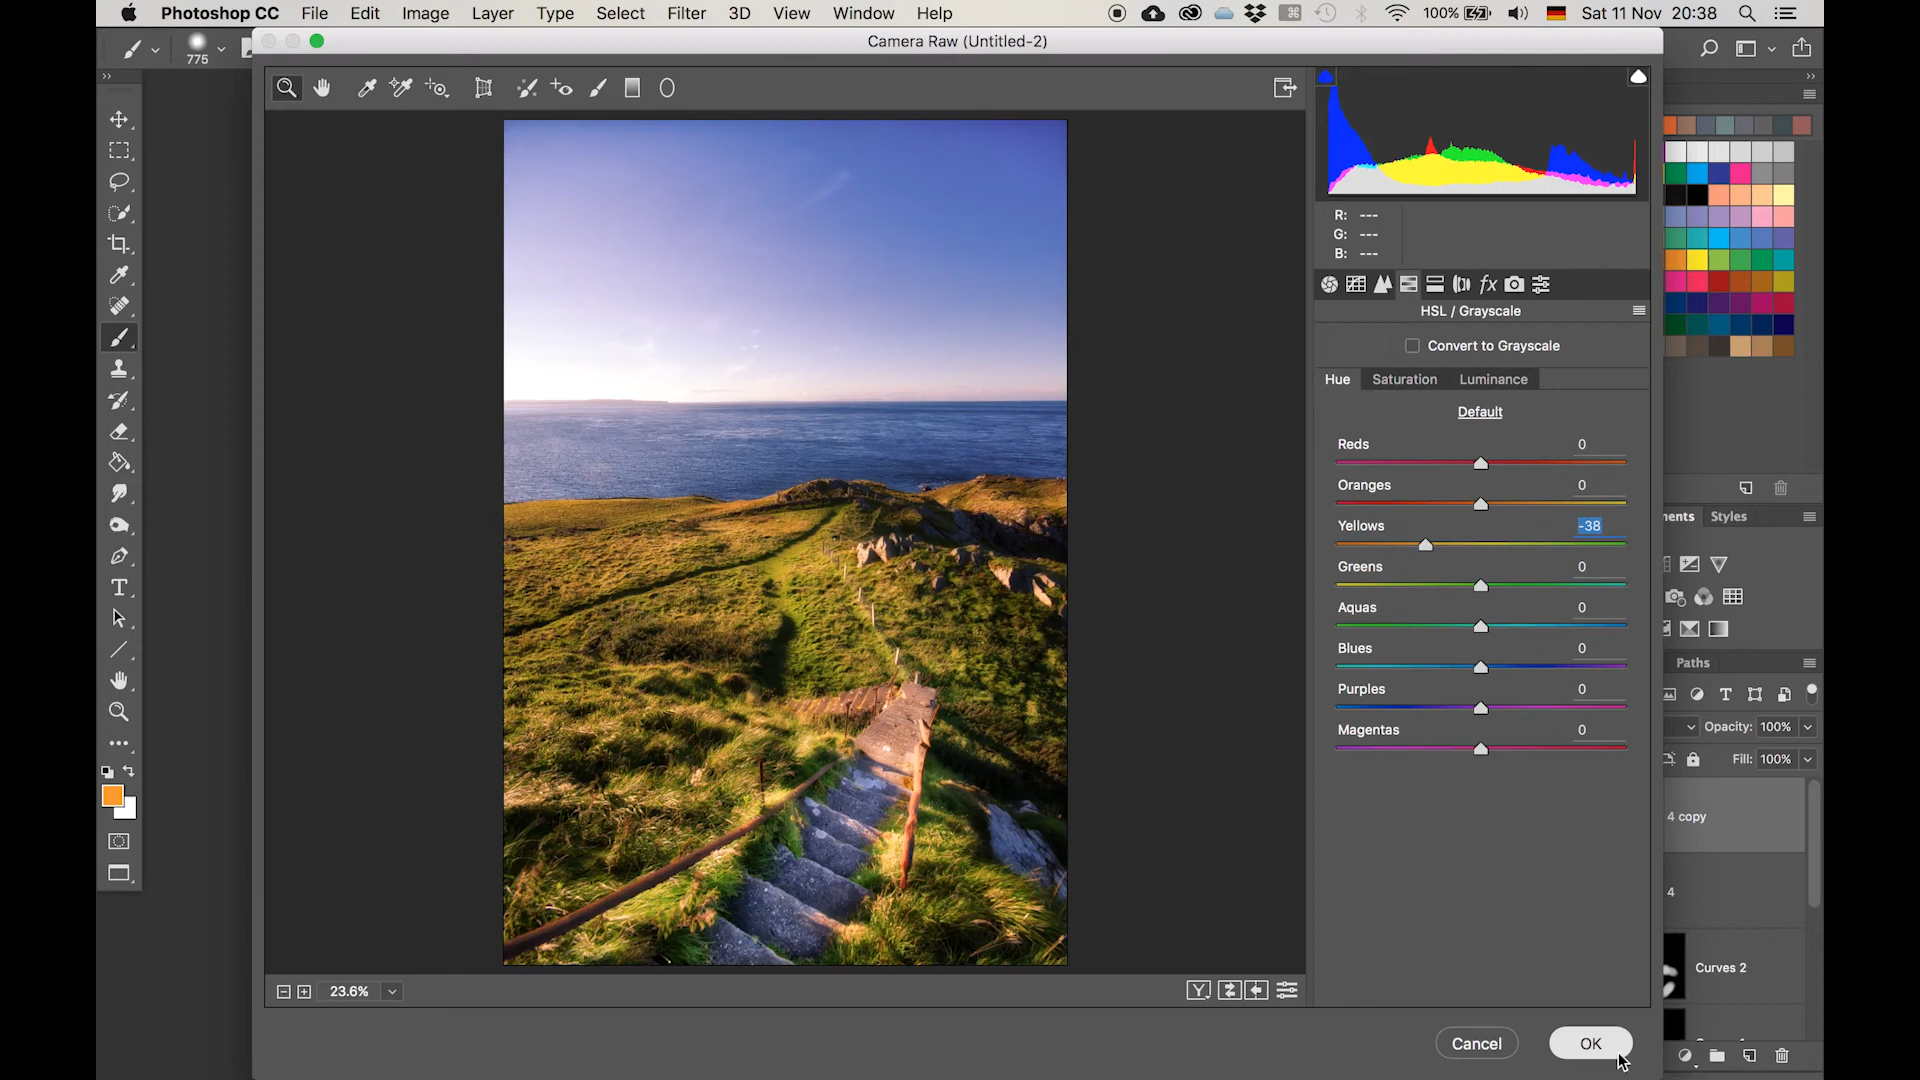 Photoshop CC File Edit Image Layer Type Select Filter 3D View Window Help 100% Sat 11 Nov 20:38
775
Camera Raw (Untitled-2)
R: ---
G: ---
B: ---
fx
HSL / Grayscale
Convert to Grayscale
Hue Saturation Luminance
Default
Reds 0
Oranges 0
Yellows -38
Greens 0
Aquas 0
Blues 0
Purples 0
Magentas 0
23.6%
Y
Cancel OK
Styles
Paths
T
Opacity: 100%
Fill: 100%
4 copy
4
Curves 2